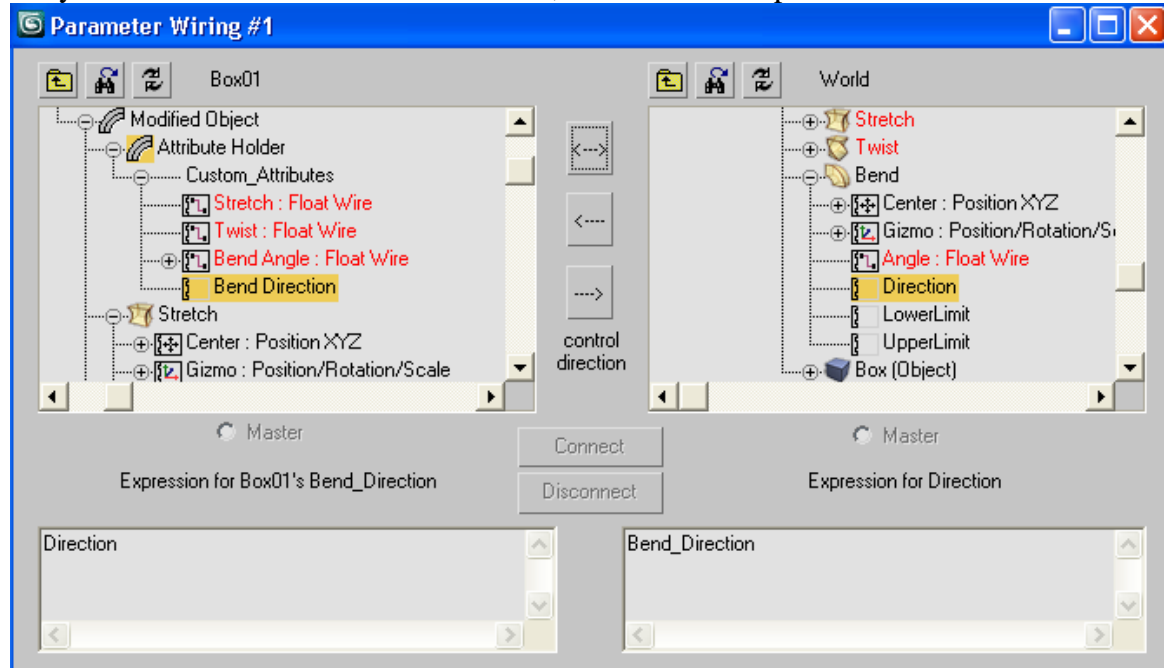 Parameter Wiring #1
Box01
World
Modified Object
Attribute Holder
Custom_Attributes
Stretch : Float Wire
Twist : Float Wire
Bend Angle : Float Wire
Bend Direction
Stretch
Center : Position XYZ
Gizmo : Position/Rotation/Scale
<--->
<----
---->
control
direction
Stretch
Twist
Bend
Center : Position XYZ
Gizmo : Position/Rotation/S
Angle : Float Wire
Direction
LowerLimit
UpperLimit
Box (Object)
Master
Connect
Master
Expression for Box01's Bend_Direction
Disconnect
Expression for Direction
Direction
Bend_Direction